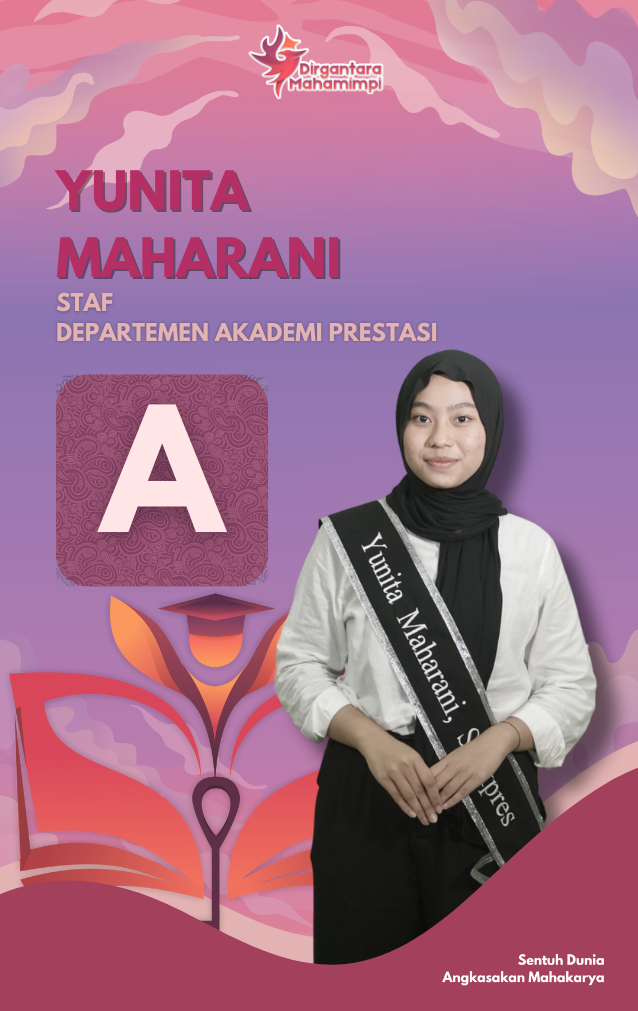 Dirgantara
Mahamimpi
YUNITA
MAHARANI
STAF
DEPARTEMEN AKADEMI PRESTASI
A
Yunita Maharani,
Sentuh Dunia
Angkasakan Mahakarya